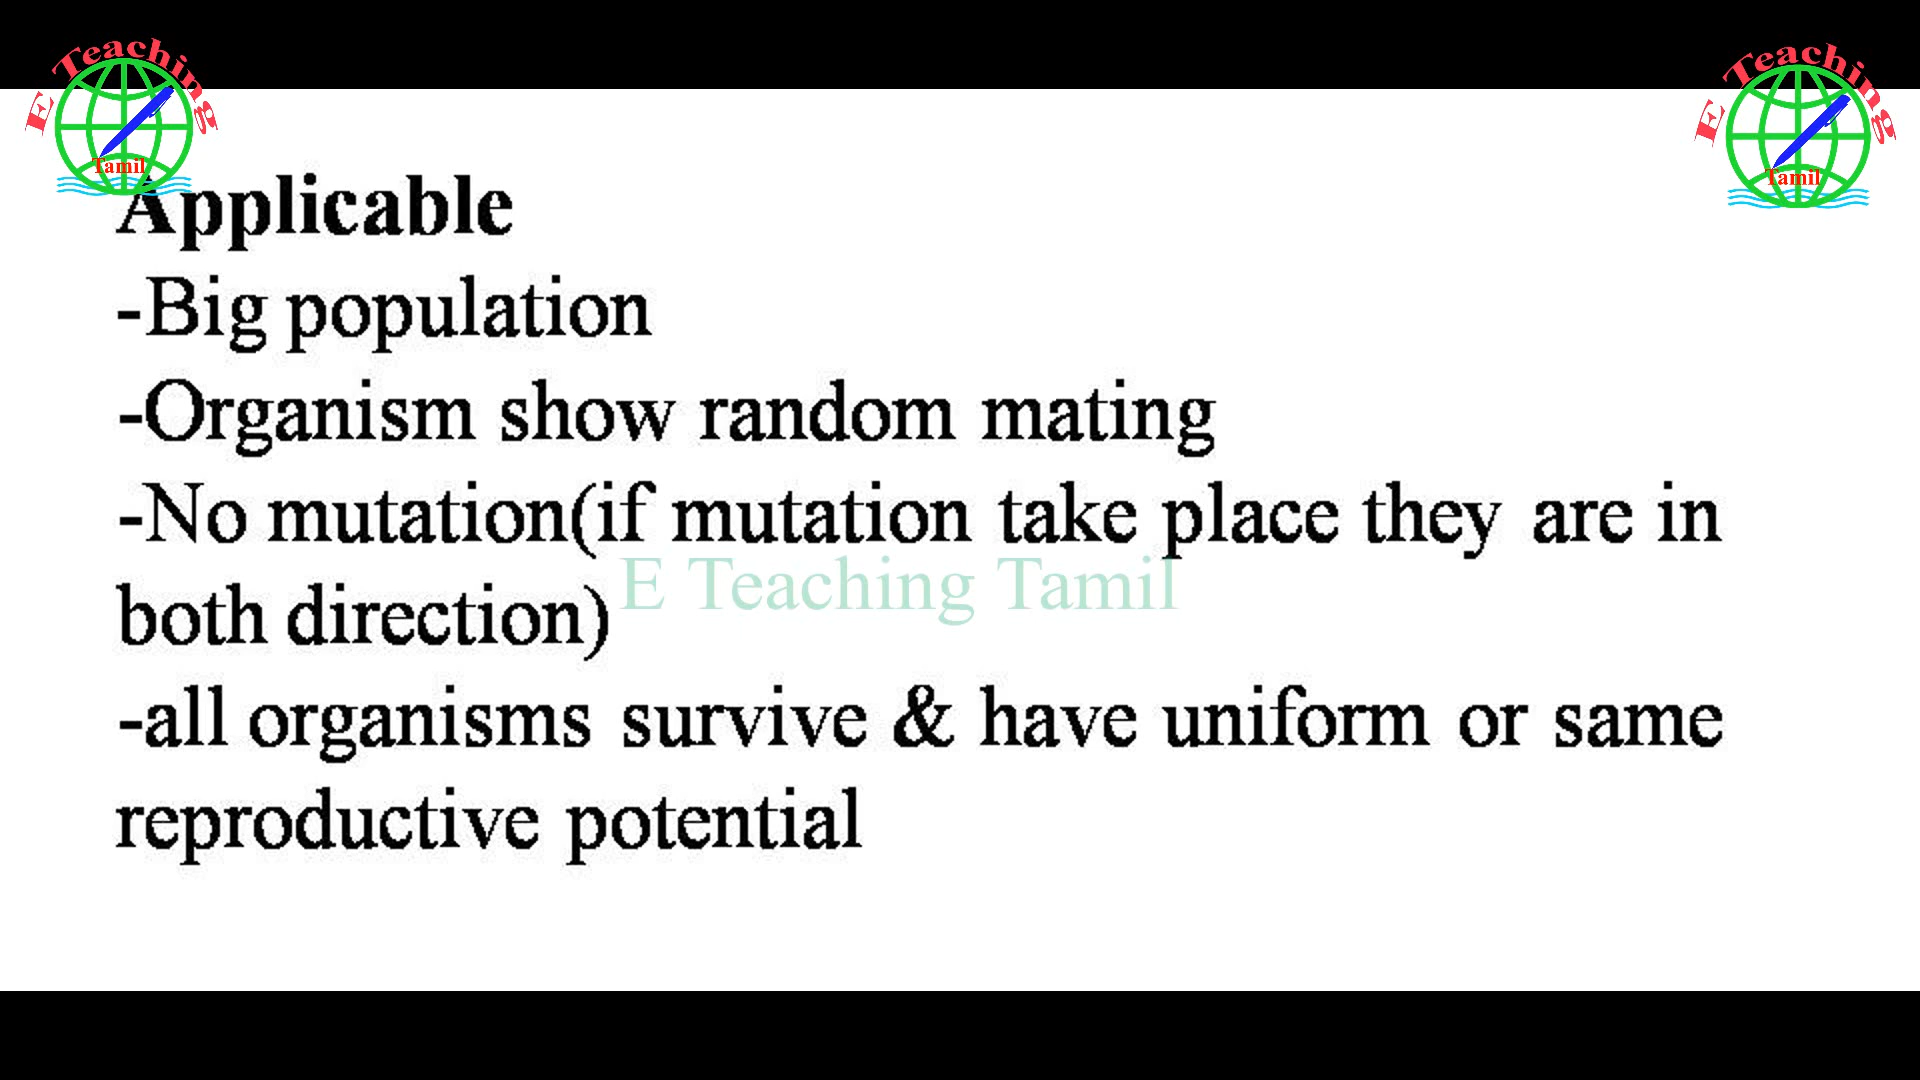 E Teaching
Tamil
E Teaching
Tamil
Applicable
-Big population
-Organism show random mating
-No mutation(if mutation take place they are in
both direction)
E Teaching Tamil
-all organisms survive & have uniform or same
reproductive potential